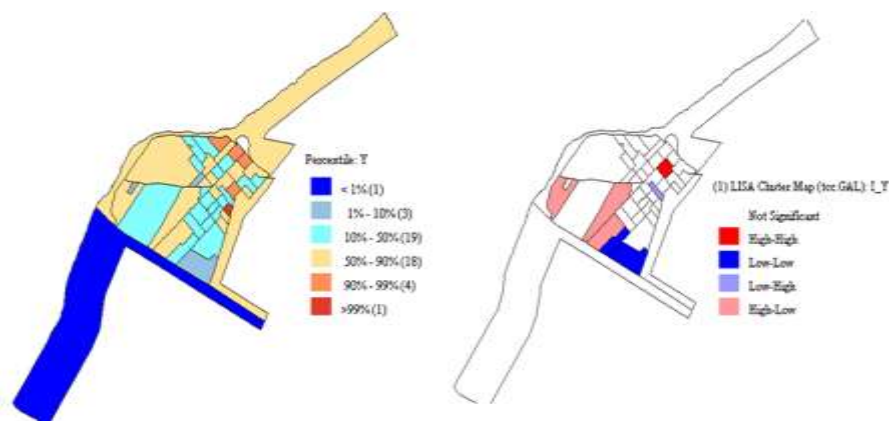 Percentile: Y
< 1% (1)
1% - 10% (3)
10% - 50% (19)
50% - 90% (18)
90% - 99% (4)
>99% (1)
(1) LISA Cluster Map (tcc.GAL): I_Y
Not Significant
High-High
Low-Low
Low-High
High-Low